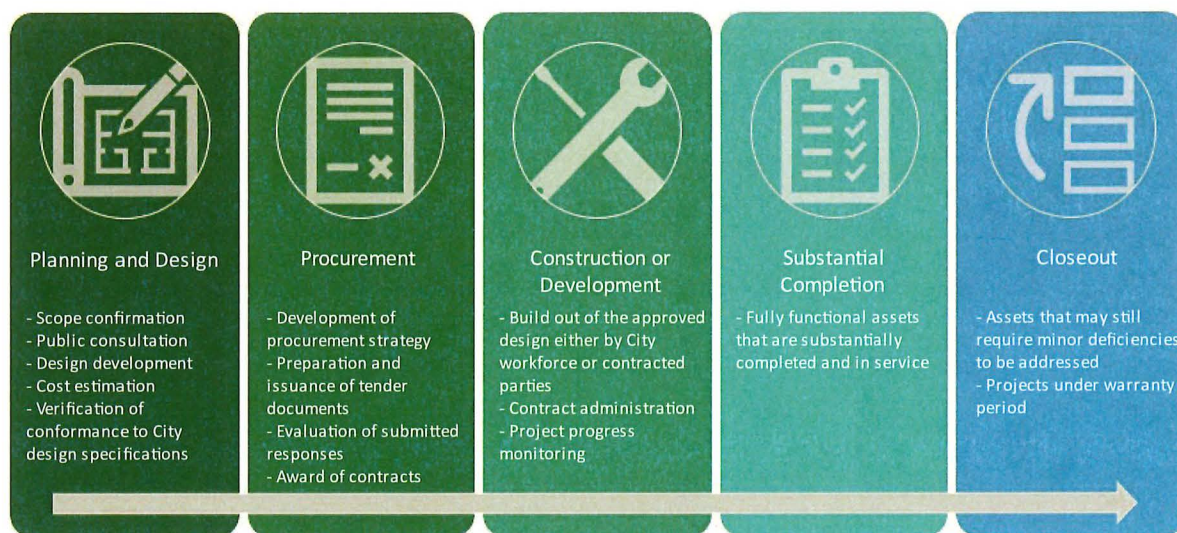 Planning and Design
- Scope confirmation
- Public consultation
- Design development
- Cost estimation
- Verification of
conformance to City
design specifications
Procurement
- Development of
procurement strategy
- Preparation and
issuance of tender
documents
- Evaluation of submitted
responses
- Award of contracts
Construction or
Development
- Build out of the approved
design either by City
workforce or contracted
parties
- Contract administration
- Project progress
monitoring
Substantial
Completion
- Fully functional assets
that are substantially
completed and in service
Closeout
- Assets that may still
require minor deficiencies
to be addressed
- Projects under warranty
period